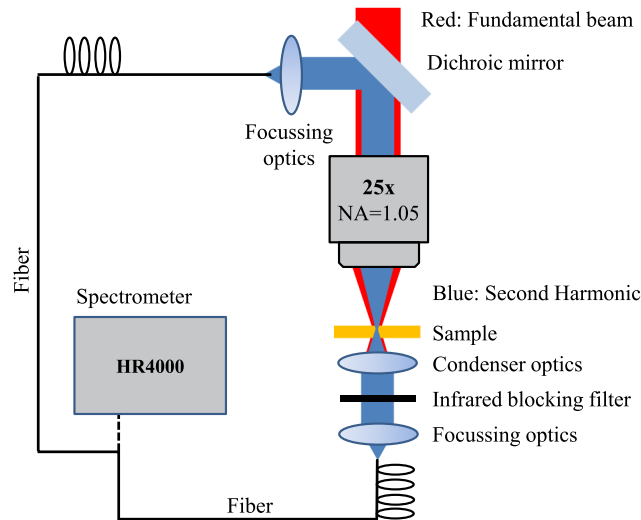 Red: Fundamental beam
Dichroic mirror
Focussing
optics
25x
NA=1.05
Fiber
Spectrometer
HR4000
Blue: Second Harmonic
Sample
Condenser optics
Infrared blocking filter
Focussing optics
Fiber